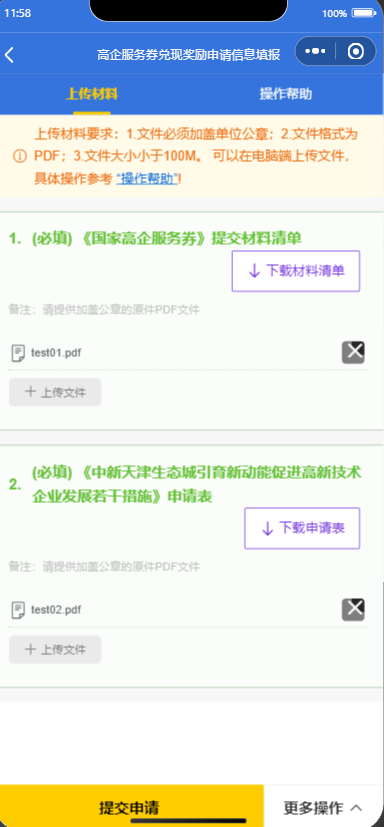 11:58
100%
高企服务券兑现奖励申请信息填报
上传材料
操作帮助
上传材料要求：1.文件必须加盖单位公章；2.文件格式为
PDF；3.文件大小小于100M。 可以在电脑端上传文件，
具体操作参考 “操作帮助”!
1. (必填) 《国家高企服务券》提交材料清单
下载材料清单
备注：请提供加盖公章的原件PDF文件
test01.pdf
上传文件
2. (必填) 《中新天津生态城引育新动能促进高新技术
企业发展若干措施》申请表
下载申请表
备注：请提供加盖公章的原件PDF文件
test02.pdf
上传文件
提交申请
更多操作